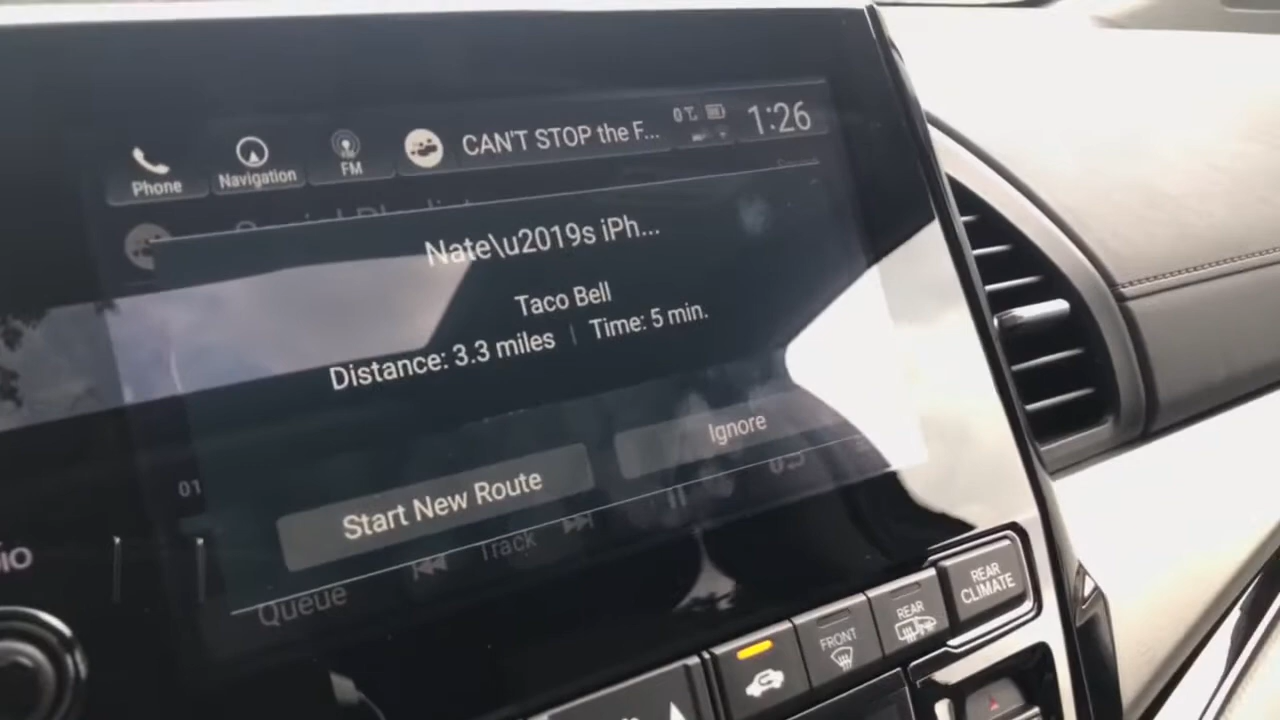 Phone
Navigation
FM
CAN'T STOP the F...
1:26
Nate\u2019s iPh...
Taco Bell
Distance: 3.3 miles | Time: 5 min.
Start New Route
Ignore
01
Track
Queue
REAR CLIMATE
REAR
FRONT